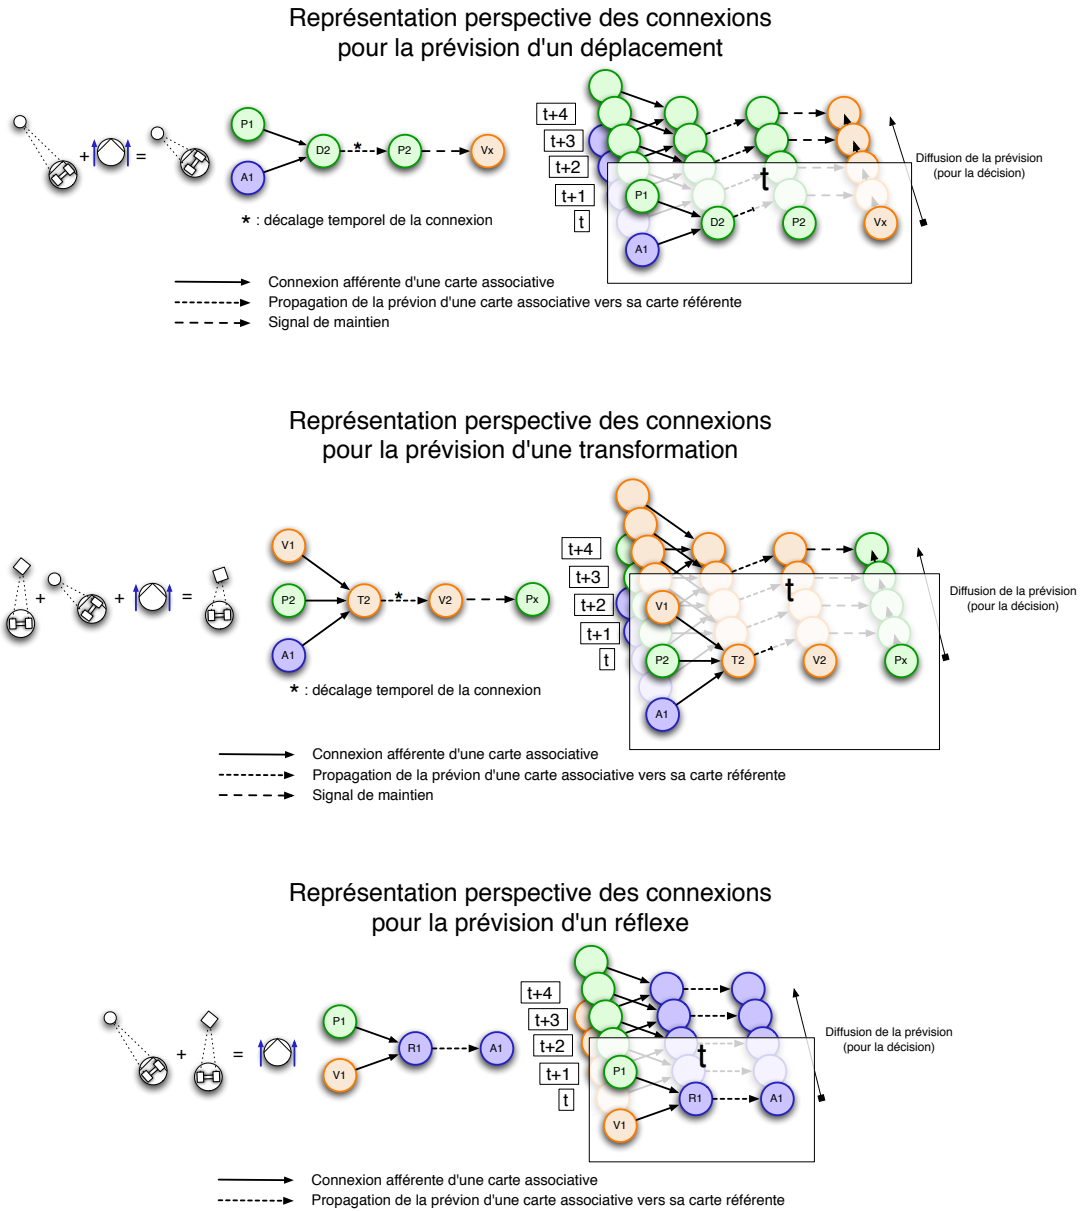 Représentation perspective des connexions
pour la prévision d'un déplacement
P1
A1
D2
*
P2
Vx
+
=
* : décalage temporel de la connexion
t+4
t+3
t+2
t+1
t
t
P1
A1
D2
P2
Vx
Diffusion de la prévision
(pour la décision)
Connexion afférente d'une carte associative
Propagation de la prévion d'une carte associative vers sa carte référente
Signal de maintien
Représentation perspective des connexions
pour la prévision d'une transformation
+
+
=
V1
P2
A1
T2
*
V2
Px
* : décalage temporel de la connexion
t+4
t+3
t+2
t+1
t
t
V1
P2
A1
T2
V2
Px
Diffusion de la prévision
(pour la décision)
Connexion afférente d'une carte associative
Propagation de la prévion d'une carte associative vers sa carte référente
Signal de maintien
Représentation perspective des connexions
pour la prévision d'un réflexe
+
=
P1
V1
R1
A1
t+4
t+3
t+2
t+1
t
t
P1
V1
R1
A1
Diffusion de la prévision
(pour la décision)
Connexion afférente d'une carte associative
Propagation de la prévion d'une carte associative vers sa carte référente